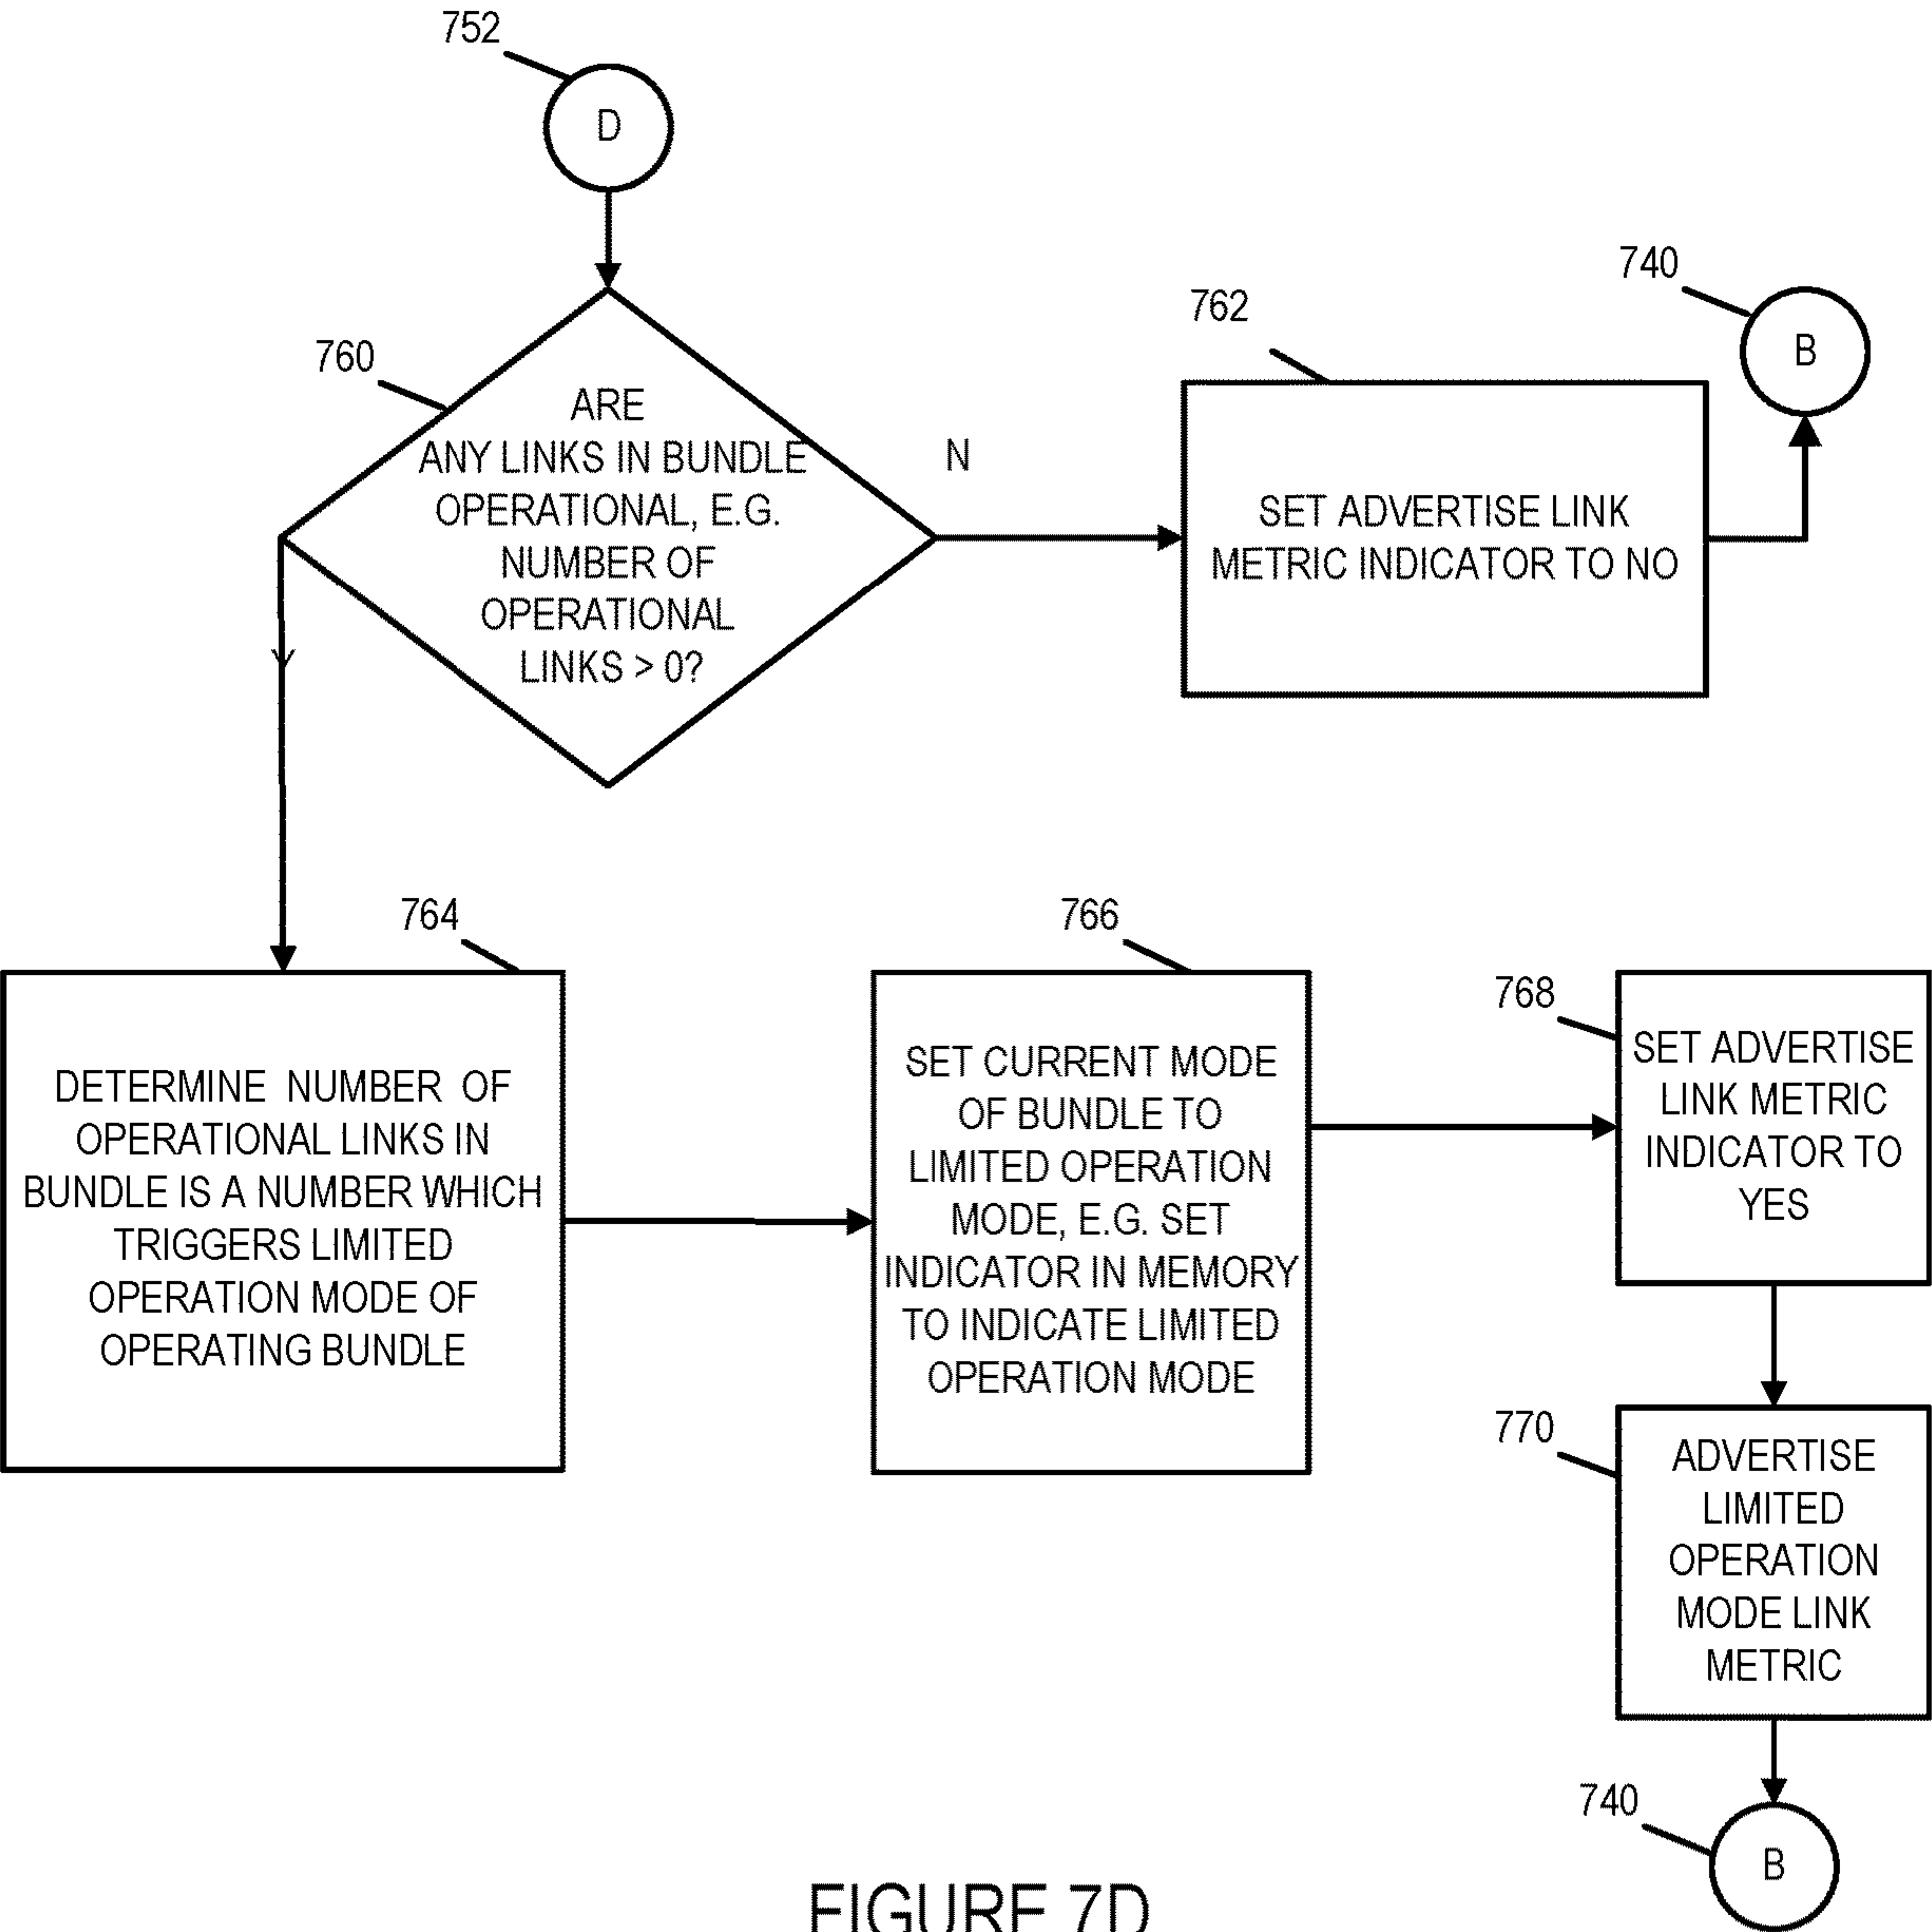 752
D
740
B
762
760
ARE
ANY LINKS IN BUNDLE
OPERATIONAL, E.G.
NUMBER OF
OPERATIONAL
LINKS > 0?
N
SET ADVERTISE LINK
METRIC INDICATOR TO NO
Y
764
DETERMINE NUMBER OF
OPERATIONAL LINKS IN
BUNDLE IS A NUMBER WHICH
TRIGGERS LIMITED
OPERATION MODE OF
OPERATING BUNDLE
766
SET CURRENT MODE
OF BUNDLE TO
LIMITED OPERATION
MODE, E.G. SET
INDICATOR IN MEMORY
TO INDICATE LIMITED
OPERATION MODE
768
SET ADVERTISE
LINK METRIC
INDICATOR TO
YES
770
ADVERTISE
LIMITED
OPERATION
MODE LINK
METRIC
740
B
FIGURE 7D